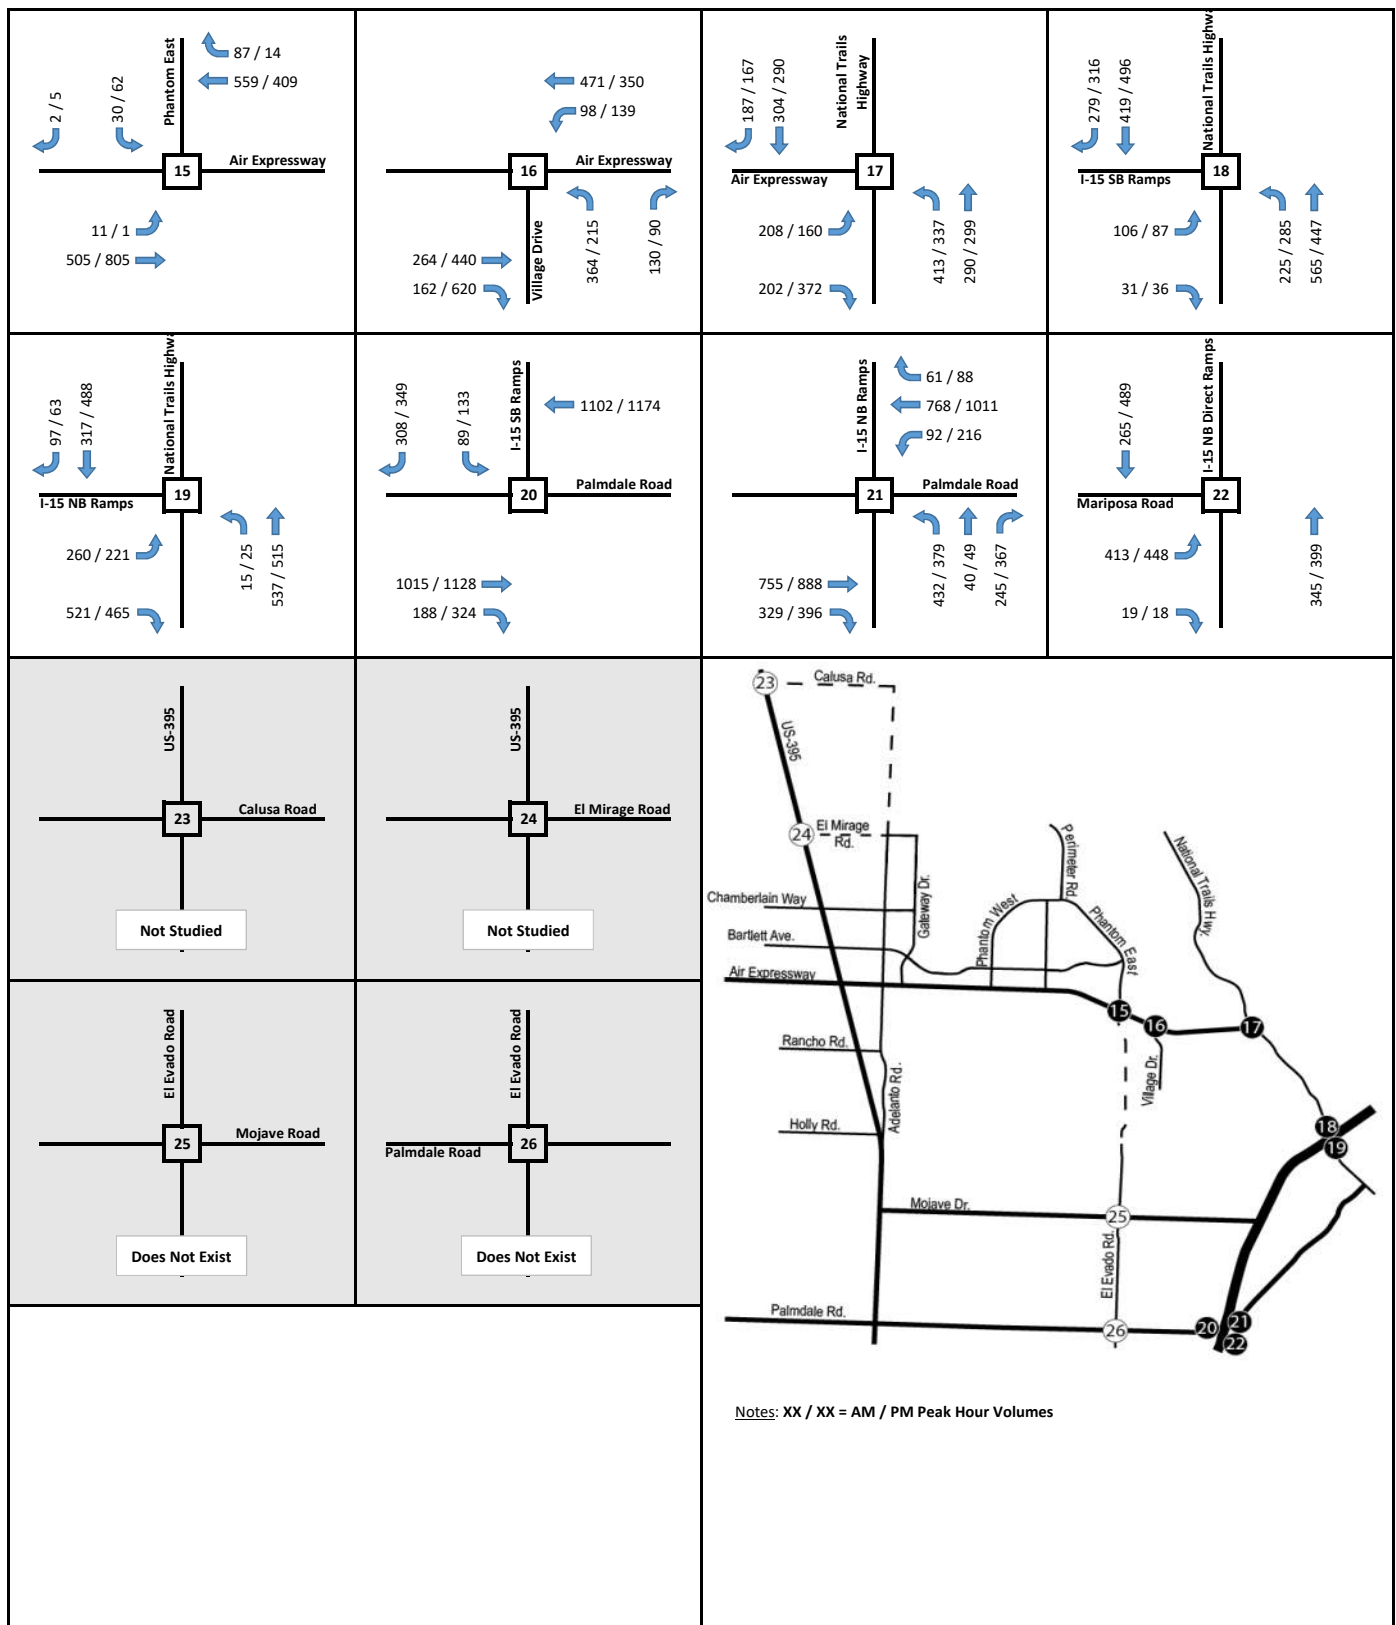 Phantom East
87 / 14
559 / 409
2 / 5
30 / 62
Air Expressway
15
11 / 1
505 / 805
471 / 350
98 / 139
16
Air Expressway
264 / 440
162 / 620
Village Drive
364 / 215
130 / 90
187 / 167
304 / 290
National Trails
Highway
Air Expressway
17
208 / 160
202 / 372
413 / 337
290 / 299
279 / 316
419 / 496
National Trails Highw
I-15 SB Ramps
18
106 / 87
31 / 36
225 / 285
565 / 447
97 / 63
317 / 488
National Trails Highw
I-15 NB Ramps
19
260 / 221
521 / 465
15 / 25
537 / 515
308 / 349
89 / 133
I-15 SB Ramps
1102 / 1174
20
Palmdale Road
1015 / 1128
188 / 324
I-15 NB Ramps
61 / 88
768 / 1011
92 / 216
21
Palmdale Road
755 / 888
329 / 396
432 / 379
40 / 49
245 / 367
265 / 489
I-15 NB Direct Ramps
Mariposa Road
22
413 / 448
19 / 18
345 / 399
US-395
23
Calusa Road
Not Studied
US-395
24
El Mirage Road
Not Studied
El Evado Road
25
Mojave Road
Does Not Exist
El Evado Road
Palmdale Road
26
Does Not Exist
23
Calusa Rd.
US-395
24
El Mirage
Rd.
Perimeter Rd.
National Trails Hwy.
Chamberlain Way
Gateway Dr.
Phantom West
Phantom East
Bartlett Ave.
Air Expressway
15
16
17
Rancho Rd.
Adelanto Rd.
Village Dr.
Holly Rd.
18
19
Mojave Dr.
25
El Evado Rd.
Palmdale Rd.
26
20
21
22
Notes: XX / XX = AM / PM Peak Hour Volumes